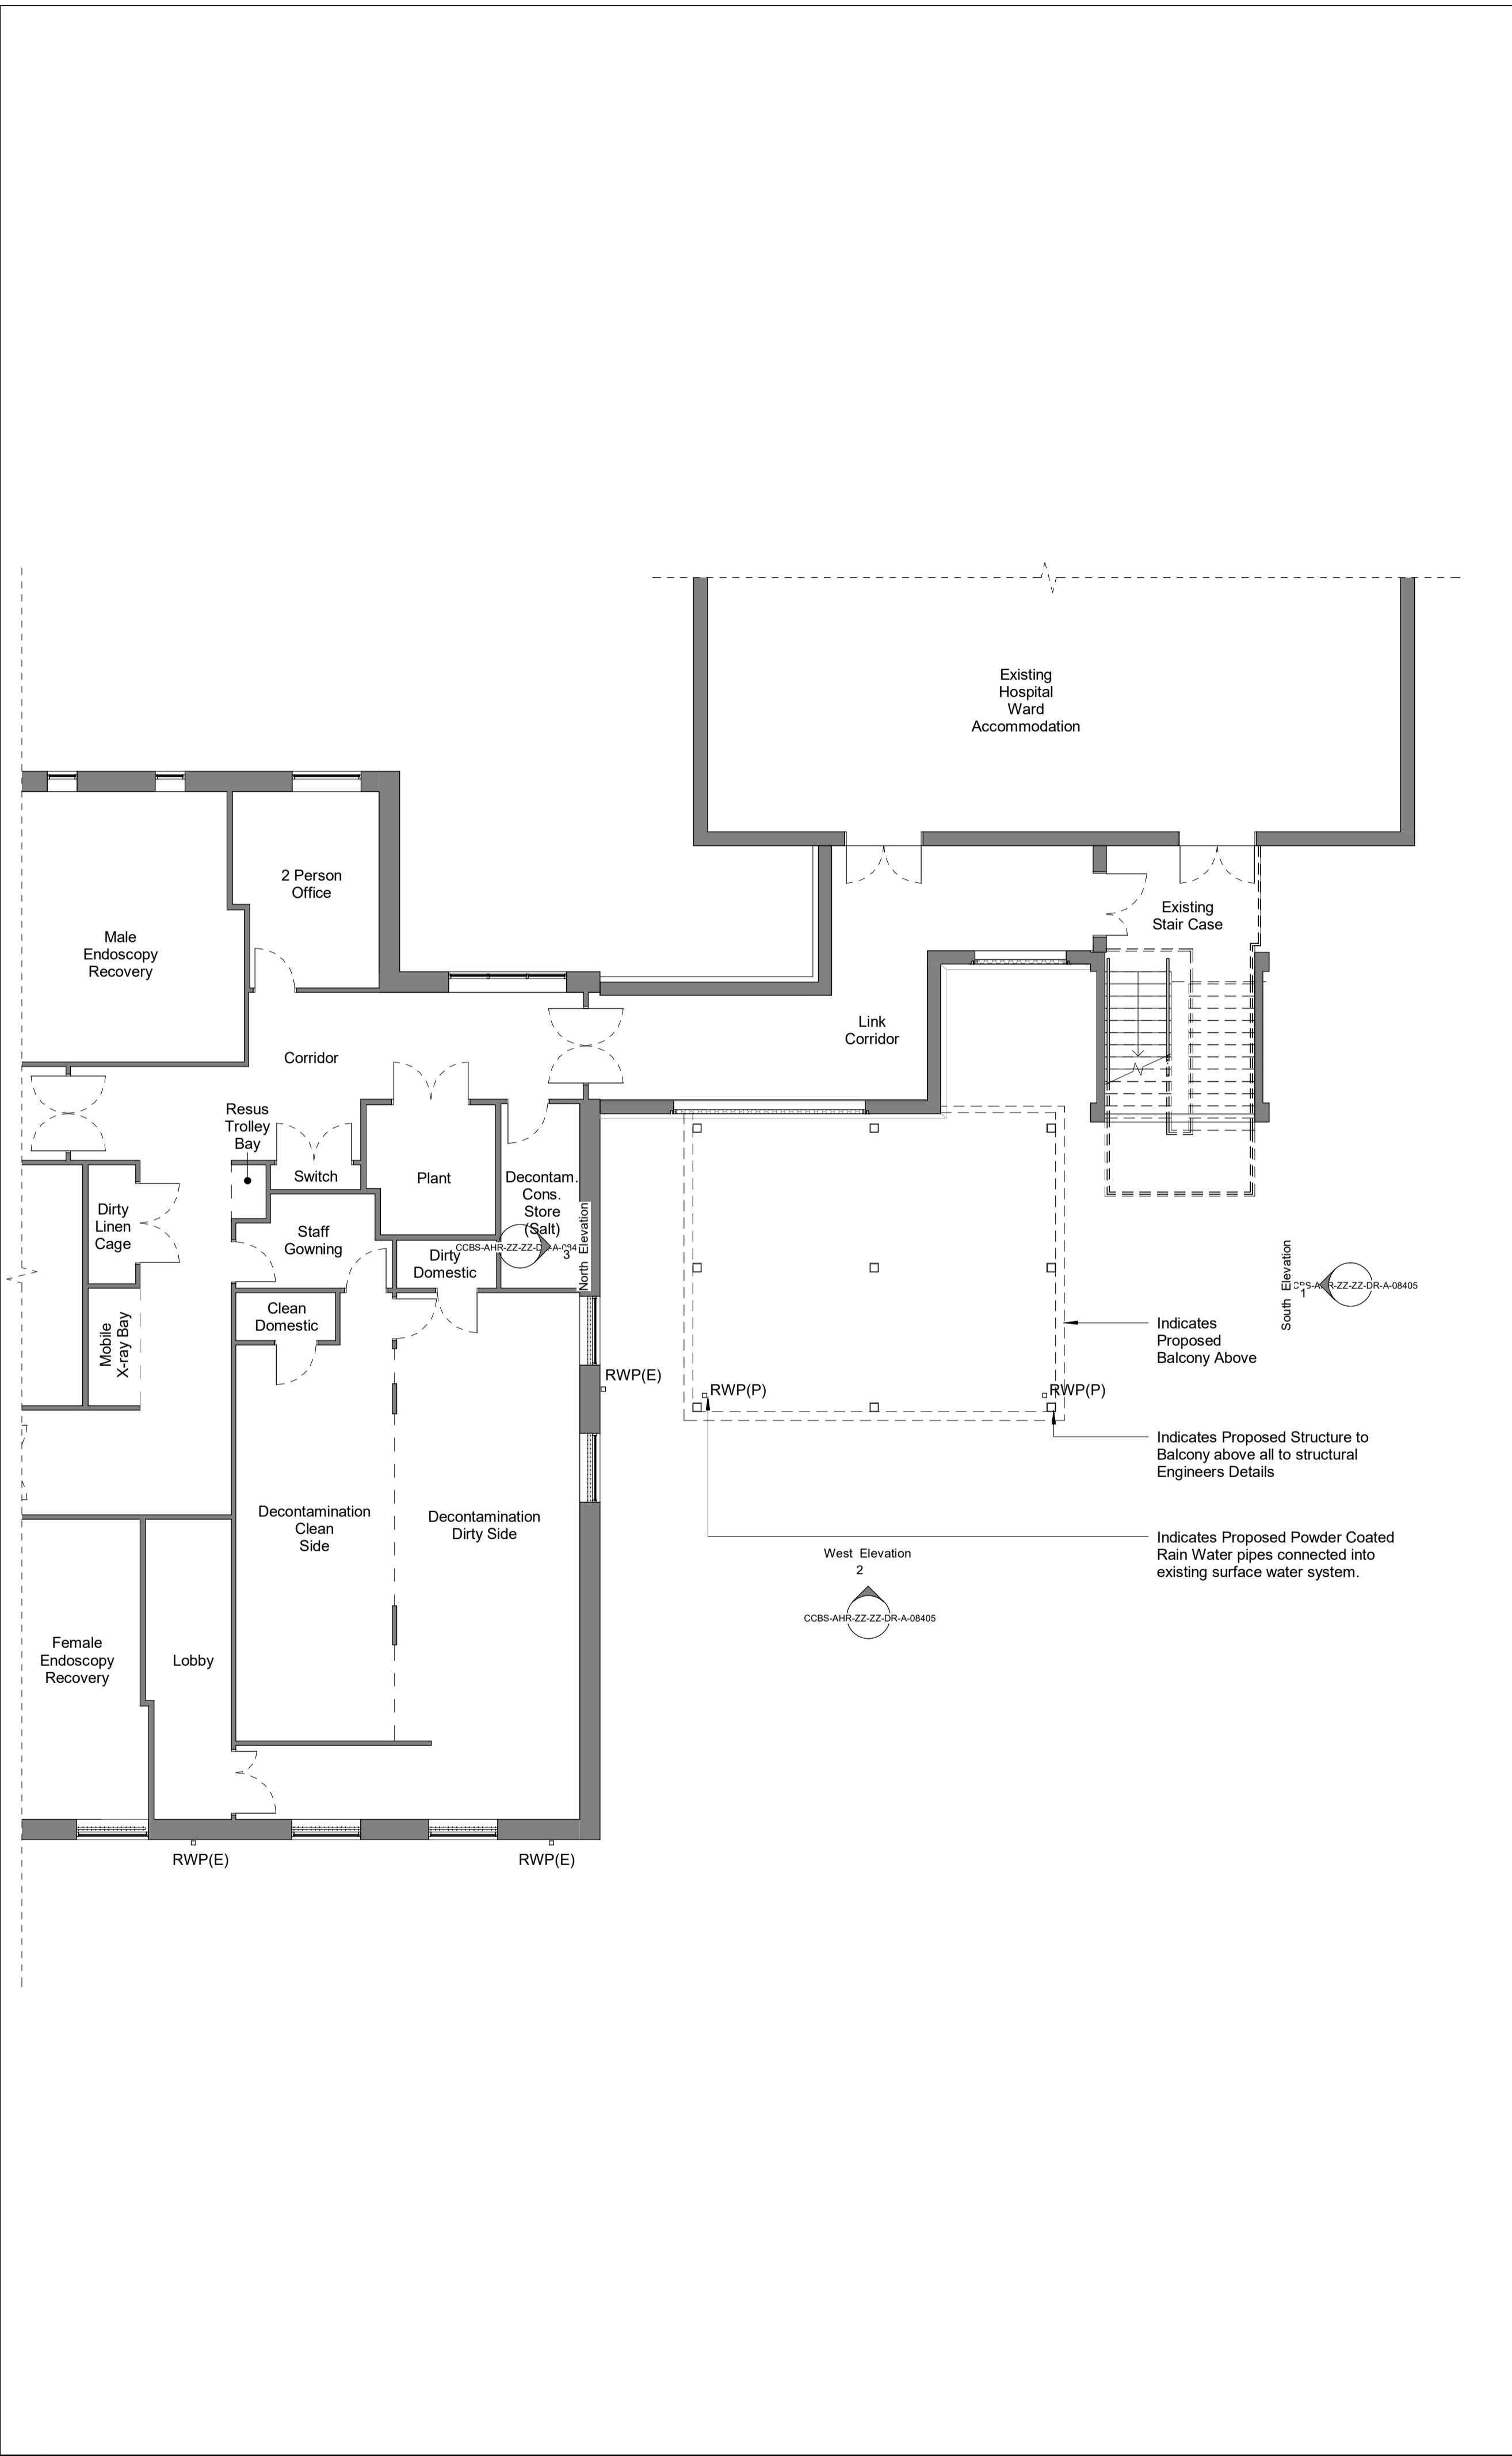 Existing
Hospital
Ward
Accommodation
2 Person
Office
Male
Endoscopy
Recovery
Existing
Stair Case
Link
Corridor
Corridor
Resus
Trolley
Bay
Switch
Plant
Decontam.
Cons.
Store
(Salt)
North Elevation
3
Dirty
Linen
Cage
Staff
Gowning
Dirty
Domestic
Clean
Domestic
Mobile
X-ray Bay
South Elevation
1
Indicates
Proposed
Balcony Above
RWP(E)
RWP(P)
RWP(P)
Indicates Proposed Structure to
Balcony above all to structural
Engineers Details
Decontamination
Clean
Side
Decontamination
Dirty Side
Indicates Proposed Powder Coated
Rain Water pipes connected into
existing surface water system.
West Elevation
2
CCBS-AHR-ZZ-ZZ-DR-A-08405
Female
Endoscopy
Recovery
Lobby
RWP(E)
RWP(E)